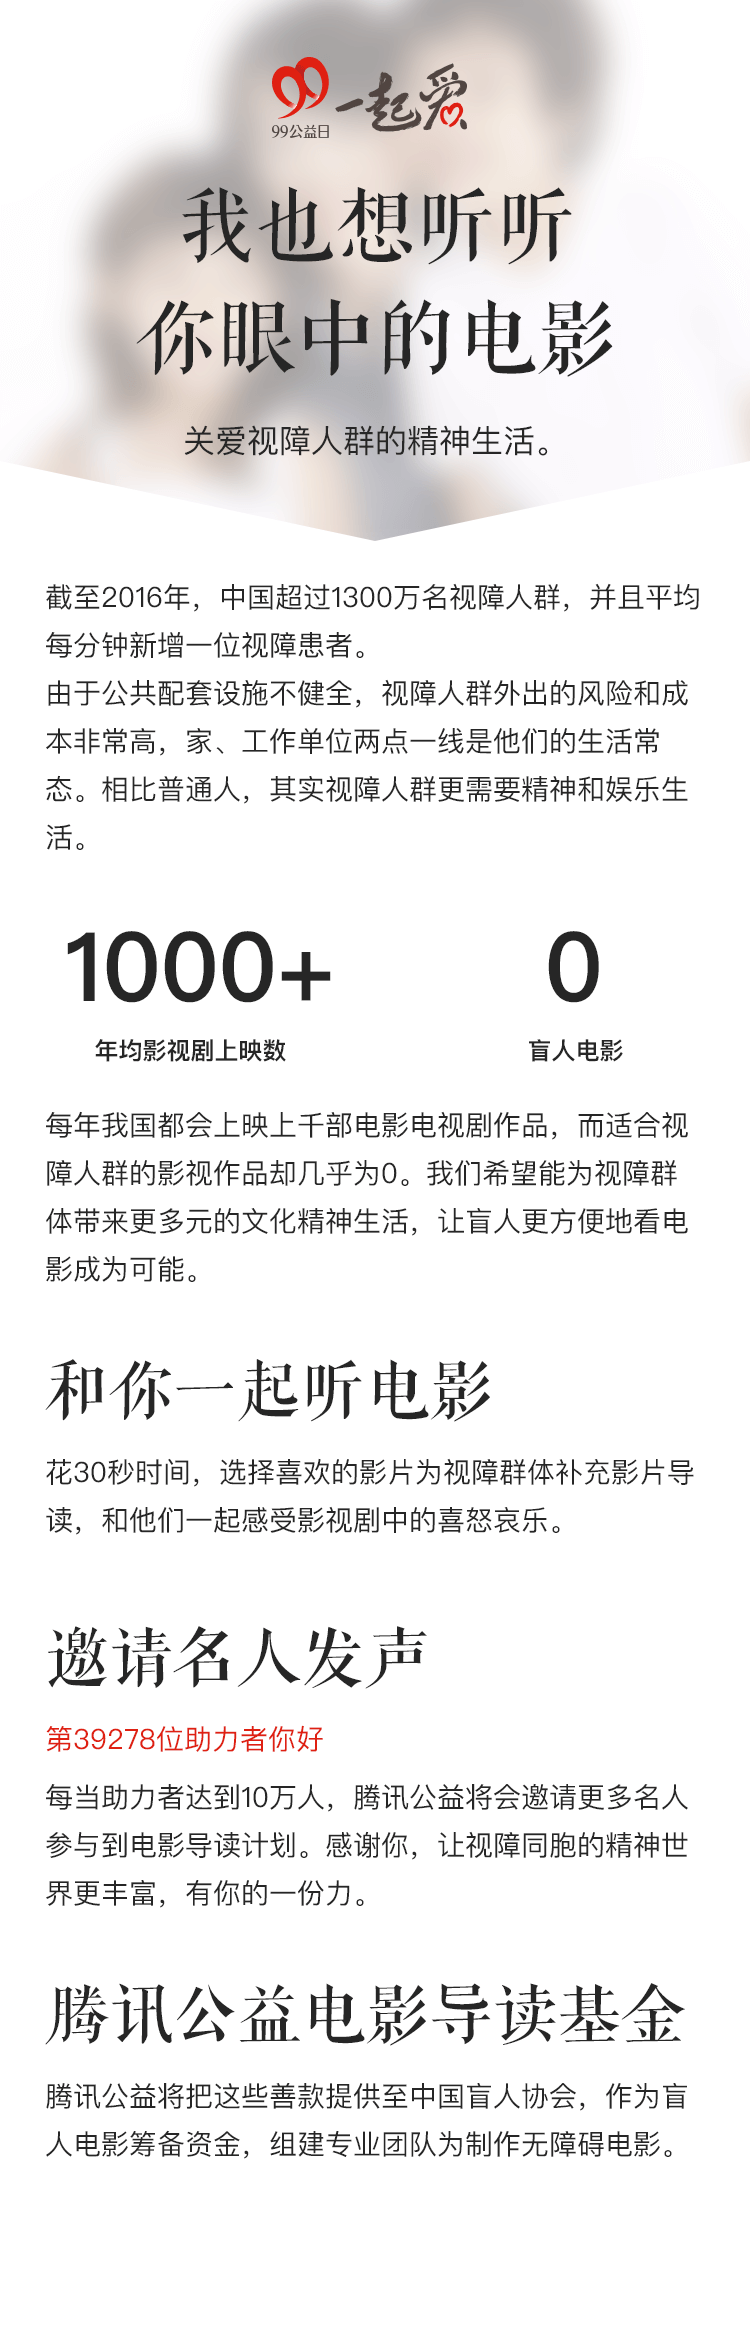 99公益日
一起爱
我也想听听
你眼中的电影
关爱视障人群的精神生活。
截至2016年，中国超过1300万名视障人群，并且平均
每分钟新增一位视障患者。
由于公共配套设施不健全，视障人群外出的风险和成
本非常高，家、工作单位两点一线是他们的生活常
态。相比普通人，其实视障人群更需要精神和娱乐生
活。
1000+ 0
年均影视剧上映数 盲人电影
每年我国都会上映上千部电影电视剧作品，而适合视
障人群的影视作品却几乎为0。我们希望能为视障群
体带来更多元的文化精神生活，让盲人更方便地看电
影成为可能。
和你一起听电影
花30秒时间，选择喜欢的影片为视障群体补充影片导
读，和他们一起感受影视剧中的喜怒哀乐。
邀请名人发声
第39278位助力者你好
每当助力者达到10万人，腾讯公益将会邀请更多名人
参与到电影导读计划。感谢你，让视障同胞的精神世
界更丰富，有你的一份力。
腾讯公益电影导读基金
腾讯公益将把这些善款提供至中国盲人协会，作为盲
人电影筹备资金，组建专业团队为制作无障碍电影。